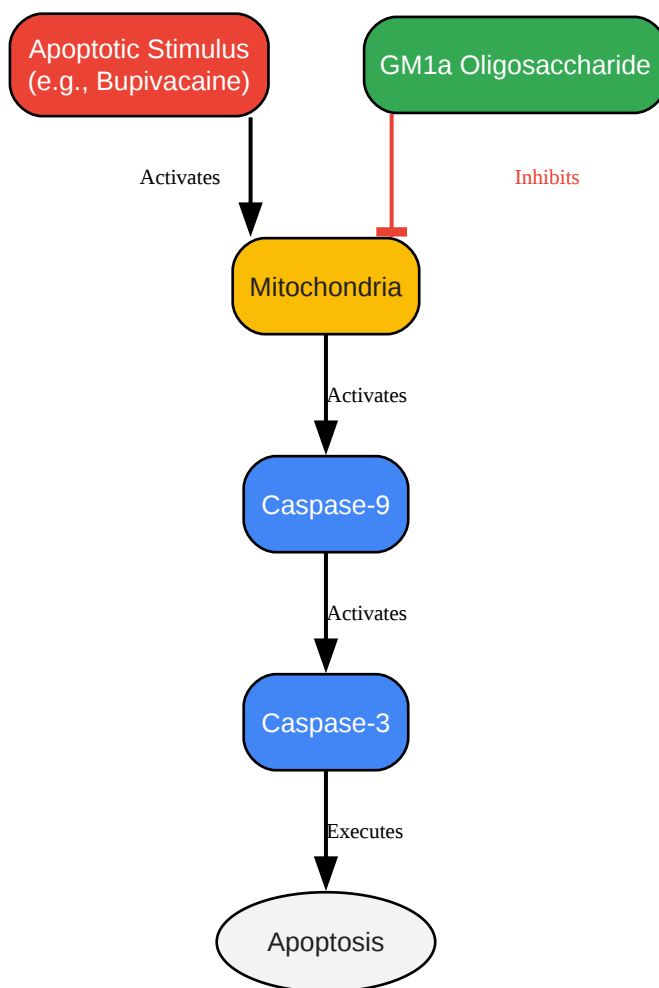 Apoptotic Stimulus
(e.g., Bupivacaine)
GM1a Oligosaccharide
Activates
Inhibits
Mitochondria
Activates
Caspase-9
Activates
Caspase-3
Executes
Apoptosis